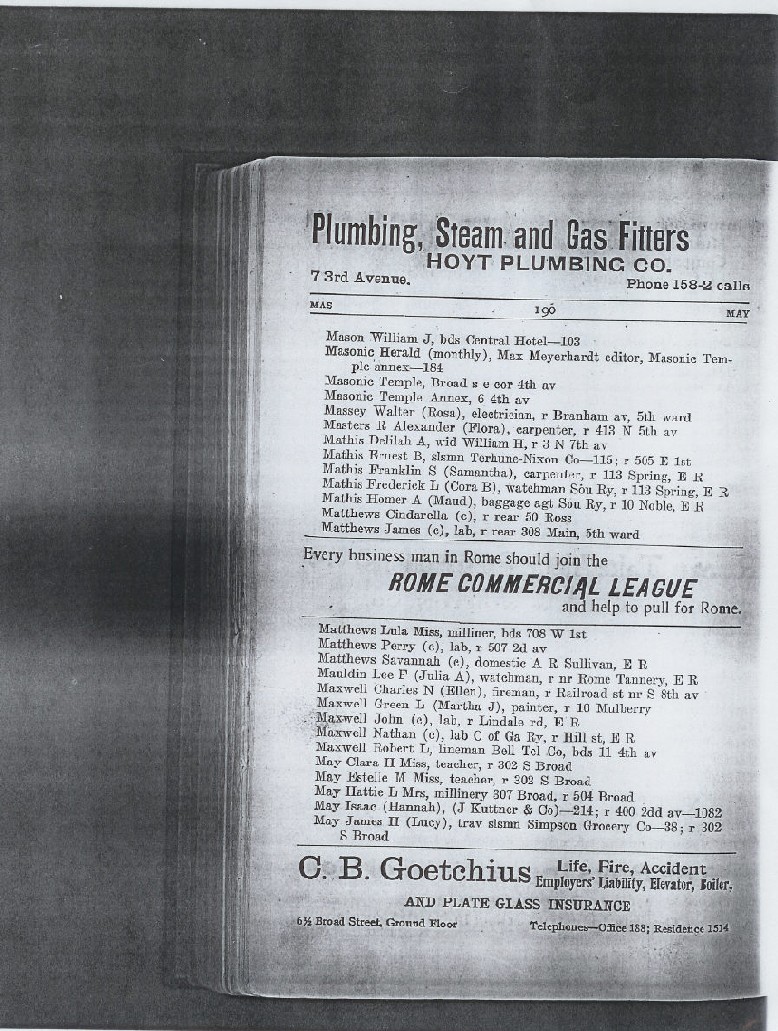 Plumbing, Steam and Gas Fitters
HOYT PLUMBING CO.
7 3rd Avenue.
Phone 158-2 calls
MAS
190
MAY
Mason William J, bds Central Hotel—103
Masonic Herald (monthly), Max Meyerhardt editor, Masonic Tem-
ple annex—184
Masonic Temple, Broad s e cor 4th av
Masonic Temple Annex, 6 4th av
Massey Walter (Rosa), electrician, r Branham av, 5th ward
Masters R Alexander (Flora), carpenter, r 413 N 5th av
Mathis Delilah A, wid William H, r 3 N 7th av
Mathis Ernest B, slsmn Terhune-Nixon Co—115; r 505 E 1st
Mathis Franklin S (Samantha), carpenter, r 113 Spring, E R
Mathis Frederick L (Cora B), watchman Sou Ry, r 113 Spring, E R
Mathis Homer A (Maud), baggage agt Sou Ry, r 10 Noble, E R
Matthews Cindarella (c), r rear 50 Ross
Matthews James (c), lab, r rear 308 Main, 5th ward
Every business man in Rome should join the
ROME COMMERCIAL LEAGUE
and help to pull for Rome.
Matthews Lula Miss, milliner, bds 708 W 1st
Matthews Perry (c), lab, r 507 2d av
Matthews Savannah (c), domestic A R Sullivan, E R
Mauldin Lee F (Julia A), watchman, r nr Rome Tannery, E R
Maxwell Charles N (Ellen), fireman, r Railroad st nr S 8th av
Maxwell Green L (Martha J), painter, r 10 Mulberry
Maxwell John (c), lab, r Lindale rd, E R
Maxwell Nathan (c), lab C of Ga Ry, r Hill st, E R
Maxwell Robert L, lineman Bell Tel Co, bds 11 4th av
May Clara H Miss, teacher, r 302 S Broad
May Estelle M Miss, teacher, r 302 S Broad
May Hattie L Mrs, millinery 307 Broad, r 504 Broad
May Isaac (Hannah), (J Kuttner & Co)—214; r 400 2dd av—1082
May James H (Lucy), trav slsmn Simpson Grocery Co—38; r 302
S Broad
C. B. Goetchius
Life, Fire, Accident
Employers' Liability, Elevator, Boiler,
AND PLATE GLASS INSURANCE
6½ Broad Street, Ground Floor
Telephones—Office 188; Residence 1514